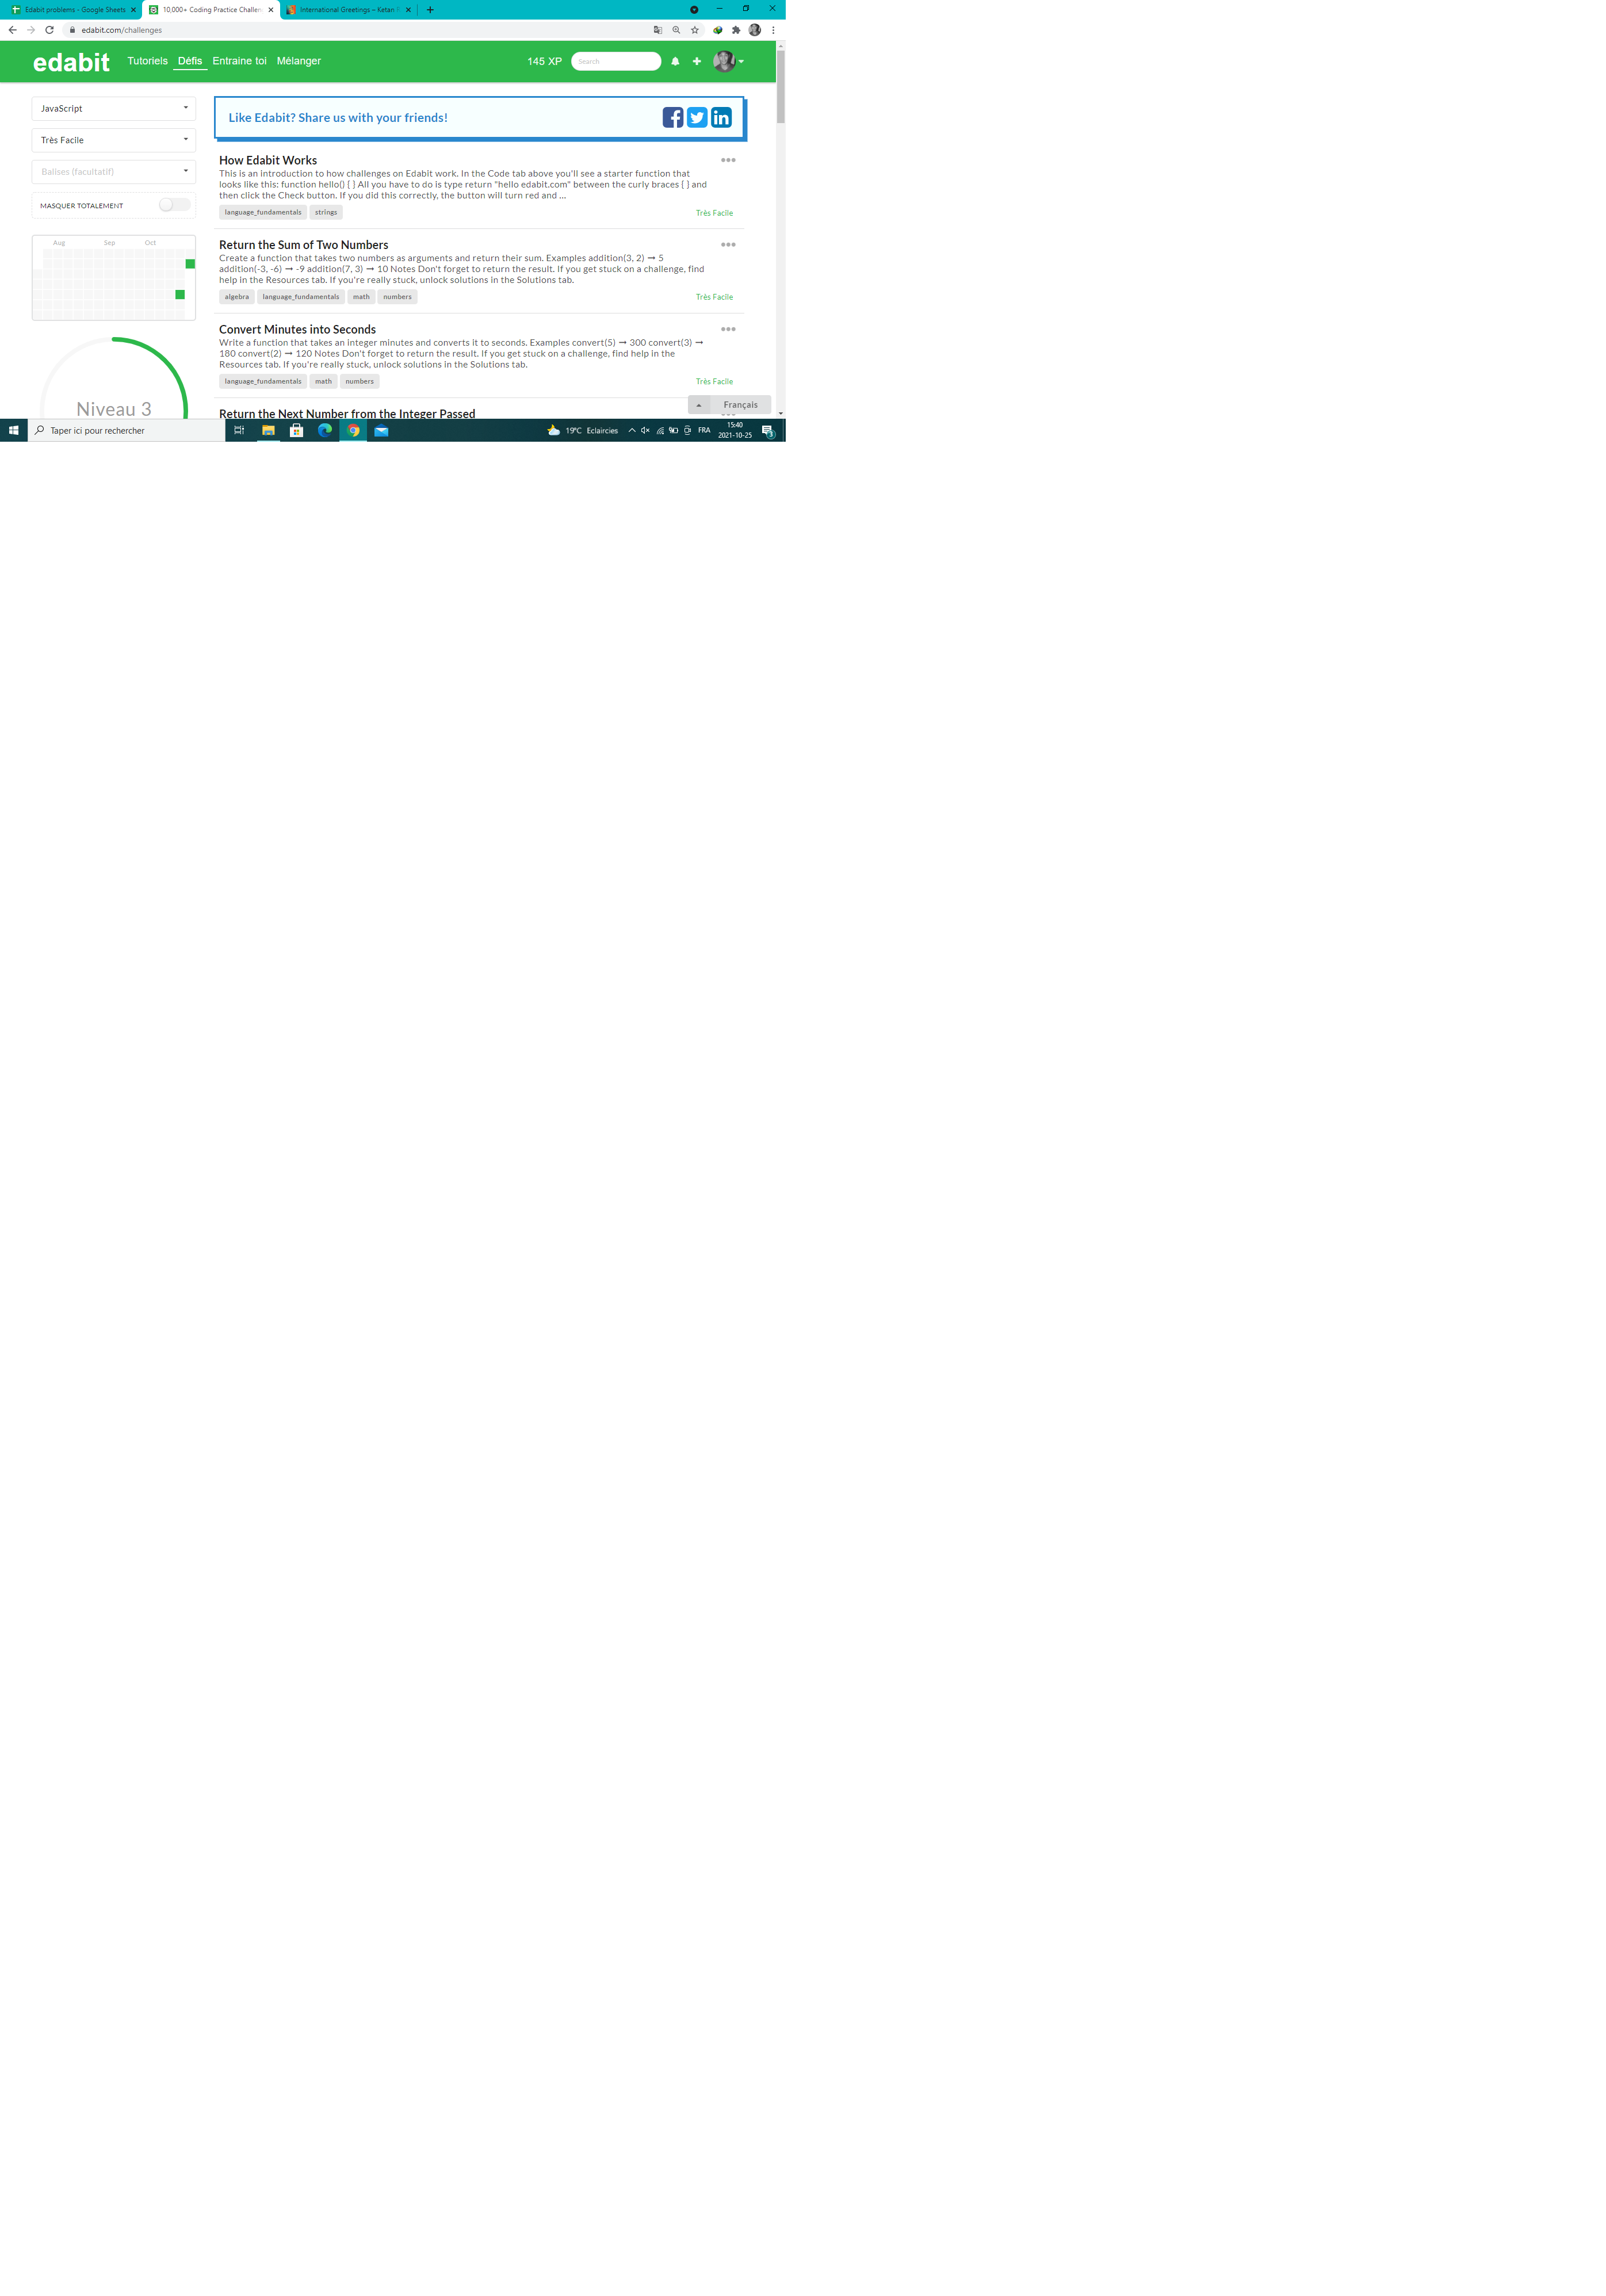 Edabit problems - Google Sheets
10,000+ Coding Practice Challen
International Greetings – Ketan
edabit.com/challenges
edabit
Tutoriels Défis Entraine toi Mélanger
145 XP
Search
JavaScript
Très Facile
Balises (facultatif)
MASQUER TOTALEMENT
Aug Sep Oct
Niveau 3
Like Edabit? Share us with your friends!
How Edabit Works
This is an introduction to how challenges on Edabit work. In the Code tab above you'll see a starter function that
looks like this: function hello() { } All you have to do is type return "hello edabit.com" between the curly braces { } and
then click the Check button. If you did this correctly, the button will turn red and ...
language_fundamentals strings
Très Facile
Return the Sum of Two Numbers
Create a function that takes two numbers as arguments and return their sum. Examples addition(3, 2) ➞ 5
addition(-3, -6) ➞ -9 addition(7, 3) ➞ 10 Notes Don't forget to return the result. If you get stuck on a challenge, find
help in the Resources tab. If you're really stuck, unlock solutions in the Solutions tab.
algebra language_fundamentals math numbers
Très Facile
Convert Minutes into Seconds
Write a function that takes an integer minutes and converts it to seconds. Examples convert(5) ➞ 300 convert(3) ➞
180 convert(2) ➞ 120 Notes Don't forget to return the result. If you get stuck on a challenge, find help in the
Resources tab. If you're really stuck, unlock solutions in the Solutions tab.
language_fundamentals math numbers
Très Facile
Return the Next Number from the Integer Passed
Français
Taper ici pour rechercher
19°C Eclaircies
FRA
15:40
2021-10-25
3